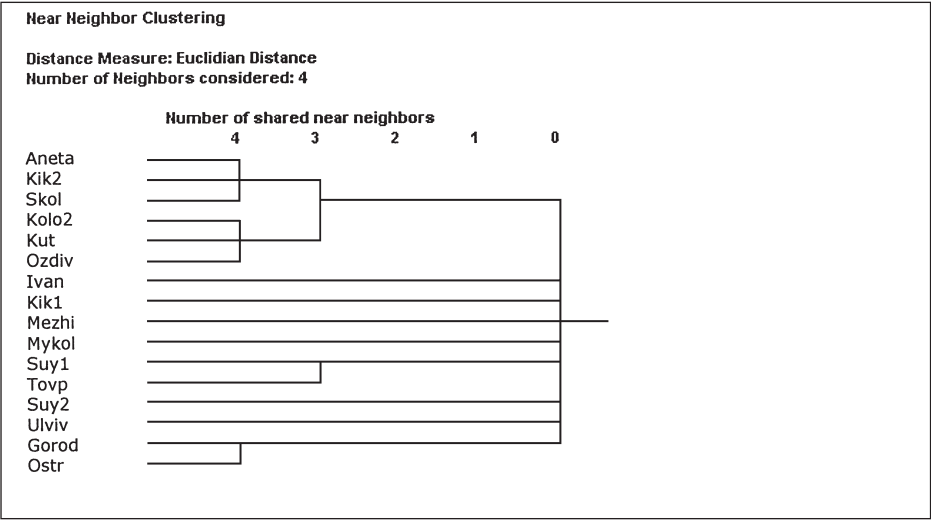 Near Neighbor Clustering
Distance Measure: Euclidian Distance
Number of Neighbors considered: 4
Number of shared near neighbors
4 3 2 1 0
Aneta
Kik2
Skol
Kolo2
Kut
Ozdiv
Ivan
Kik1
Mezhi
Mykol
Suy1
Tovp
Suy2
Ulviv
Gorod
Ostr